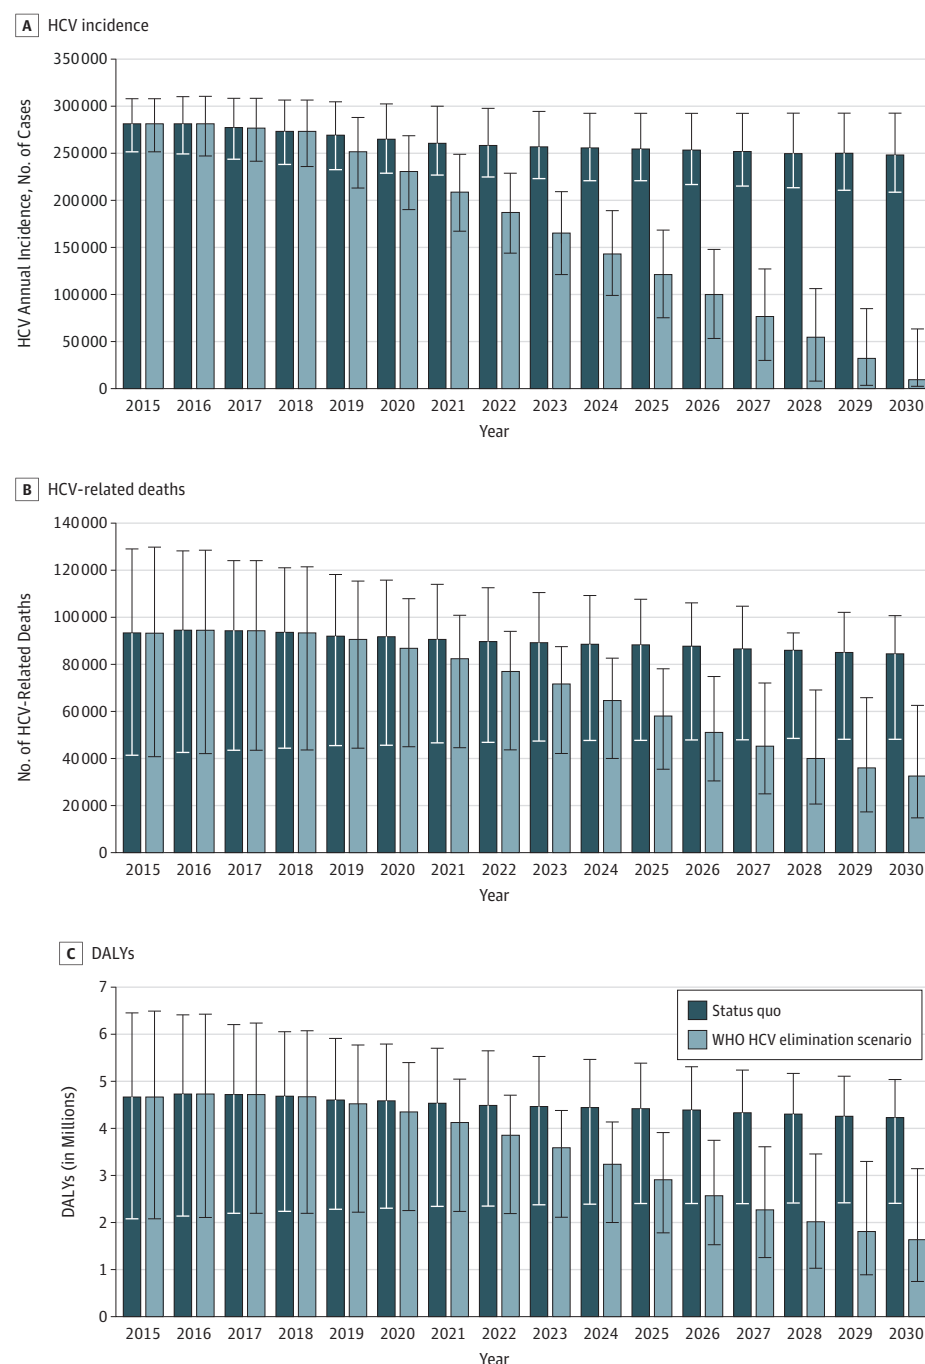 A HCV incidence
HCV Annual Incidence, No. of Cases
350000
300000
250000
200000
150000
100000
50000
0
2015 2016 2017 2018 2019 2020 2021 2022 2023 2024 2025 2026 2027 2028 2029 2030
Year
B HCV-related deaths
No. of HCV-Related Deaths
140000
120000
100000
80000
60000
40000
20000
0
2015 2016 2017 2018 2019 2020 2021 2022 2023 2024 2025 2026 2027 2028 2029 2030
Year
C DALYs
DALYs (in Millions)
7
6
5
4
3
2
1
0
Status quo
WHO HCV elimination scenario
2015 2016 2017 2018 2019 2020 2021 2022 2023 2024 2025 2026 2027 2028 2029 2030
Year